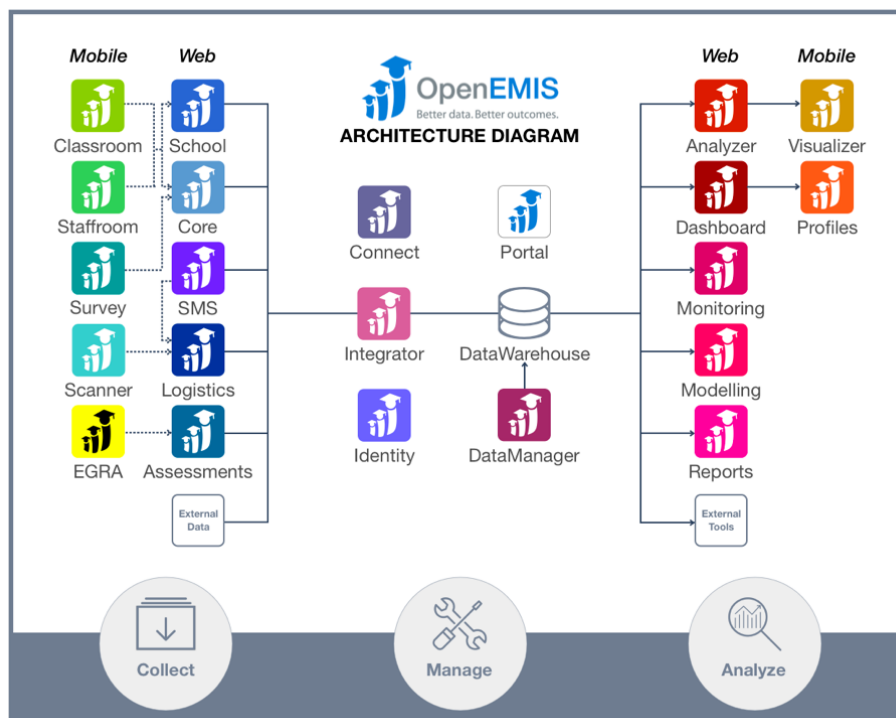 Mobile
Web
OpenEMIS
Better data. Better outcomes.
ARCHITECTURE DIAGRAM
Web
Mobile
Classroom
School
Analyzer
Visualizer
Staffroom
Core
Connect
Portal
Dashboard
Profiles
Survey
SMS
Monitoring
Integrator
DataWarehouse
Scanner
Logistics
Modelling
EGRA
Assessments
Identity
DataManager
Reports
External
Data
External
Tools
Collect
Manage
Analyze